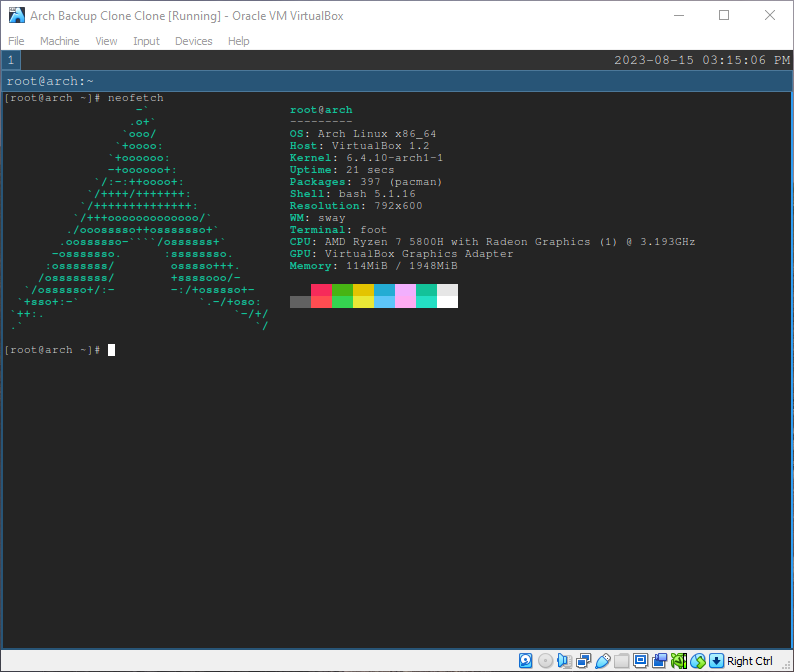 Arch Backup Clone Clone [Running] - Oracle VM VirtualBox
File Machine View Input Devices Help
1 2023-08-15 03:15:06 PM
root@arch:~
[root@arch ~]# neofetch
                   -`                     root@arch
                  .o+`                    ---------
                 `ooo/                    OS: Arch Linux x86_64
                `+oooo:                   Host: VirtualBox 1.2
               `+oooooo:                  Kernel: 6.4.10-arch1-1
               -+oooooo+:                 Uptime: 21 secs
             `/:-:++oooo+:                Packages: 397 (pacman)
            `/++++/+++++++:               Shell: bash 5.1.16
           `/++++++++++++++:              Resolution: 792x600
          `/+++ooooooooooooo/`            WM: sway
         ./ooosssso++osssssso+`           Terminal: foot
        .oossssso-````/ossssss+`          CPU: AMD Ryzen 7 5800H with Radeon Graphics (1) @ 3.193GHz
       -osssssso.      :ssssssso.         GPU: VirtualBox Graphics Adapter
      :osssssss/        osssso+++.        Memory: 114MiB / 1948MiB
     /ossssssss/        +ssssooo/-
   `/ossssso+/:-        -:/+osssso+-
  `+sso+:-`                 `.-/+oso:
 `++:.                           `-/+/
 .`                                 `/
[root@arch ~]#
Right Ctrl